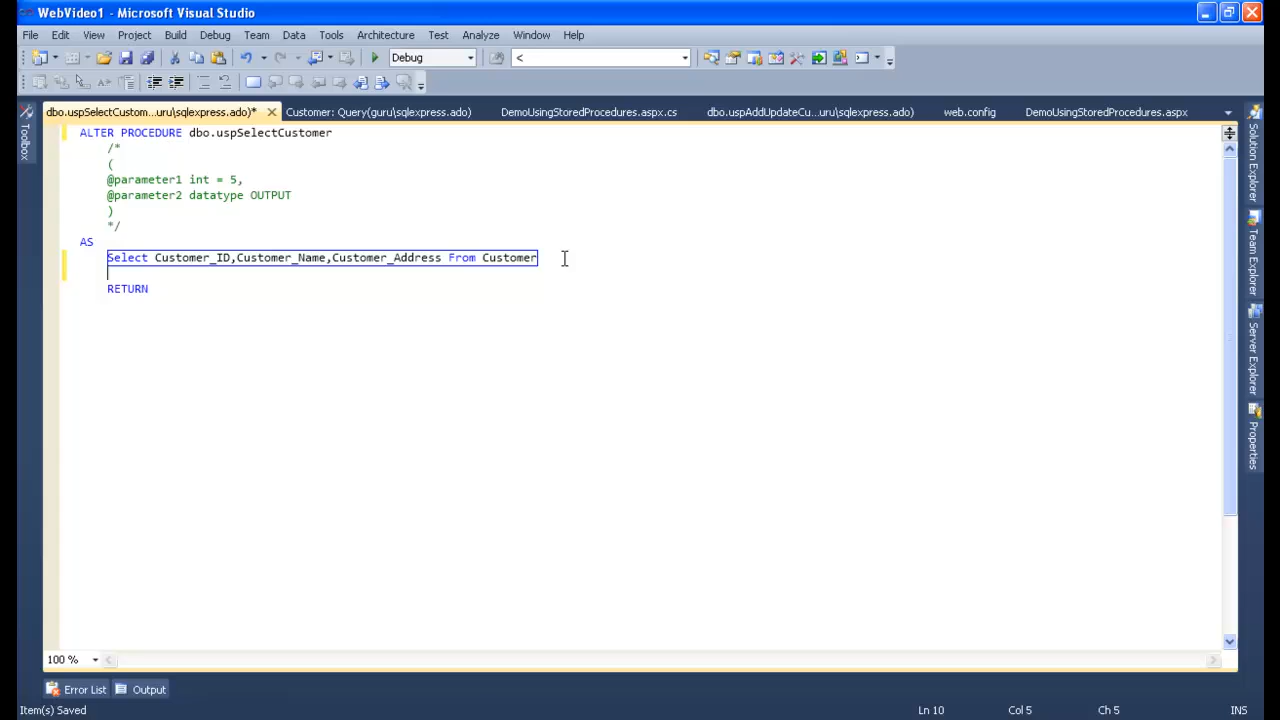 WebVideo1 - Microsoft Visual Studio
File Edit View Project Build Debug Team Data Tools Architecture Test Analyze Window Help
Debug <
dbo.uspSelectCustom...uru\sqlexpress.ado)* Customer: Query(guru\sqlexpress.ado) DemoUsingStoredProcedures.aspx.cs dbo.uspAddUpdateCu...uru\sqlexpress.ado) web.config DemoUsingStoredProcedures.aspx
Toolbox
ALTER PROCEDURE dbo.uspSelectCustomer
/*
(
@parameter1 int = 5,
@parameter2 datatype OUTPUT
)
*/
AS
Select Customer_ID,Customer_Name,Customer_Address From Customer
RETURN
Solution Explorer
Team Explorer
Server Explorer
Properties
100 %
Error List Output
Item(s) Saved Ln 10 Col 5 Ch 5 INS